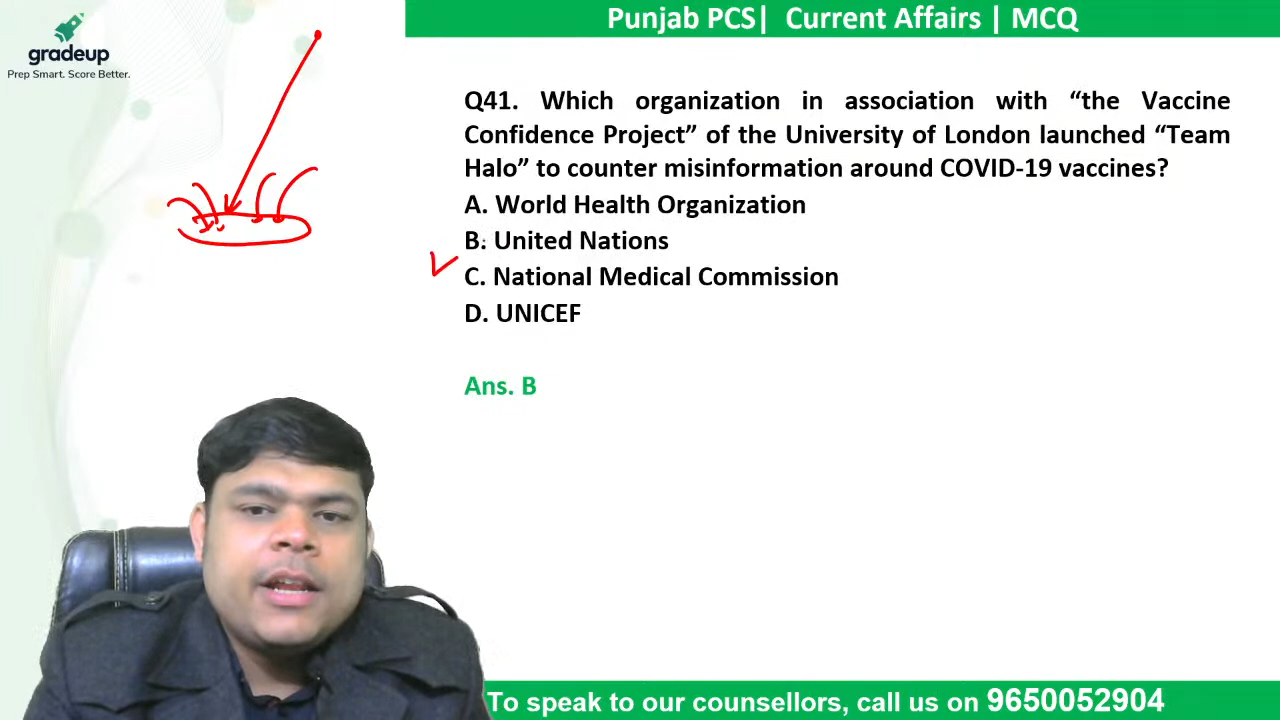 gradeup
Prep Smart. Score Better.
Punjab PCS| Current Affairs | MCQ
Q41. Which organization in association with “the Vaccine
Confidence Project” of the University of London launched “Team
Halo” to counter misinformation around COVID-19 vaccines?
A. World Health Organization
B. United Nations
C. National Medical Commission
D. UNICEF
Ans. B
To speak to our counsellors, call us on 9650052904